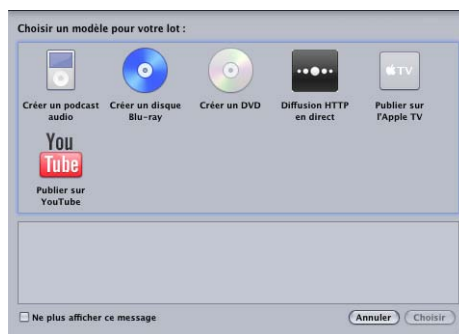 Choisir un modèle pour votre lot :
Créer un podcast audio
Créer un disque Blu-ray
Créer un DVD
Diffusion HTTP en direct
tv
Publier sur l'Apple TV
You
Tube
Publier sur YouTube
Ne plus afficher ce message
Annuler
Choisir